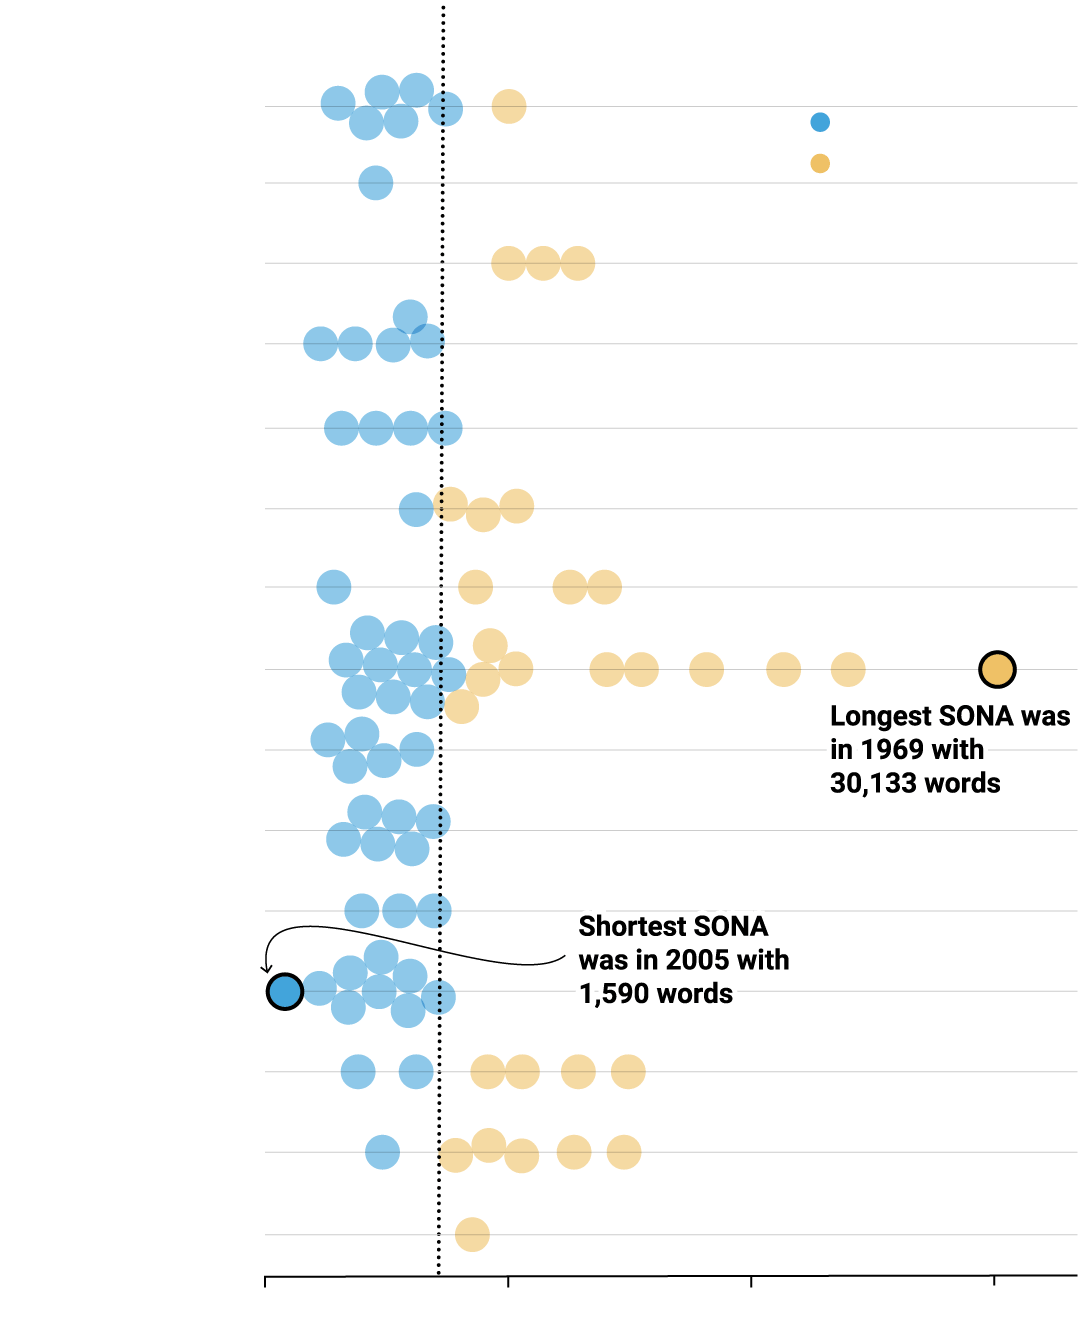 Longest SONA was
in 1969 with
30,133 words
Shortest SONA
was in 2005 with
1,590 words